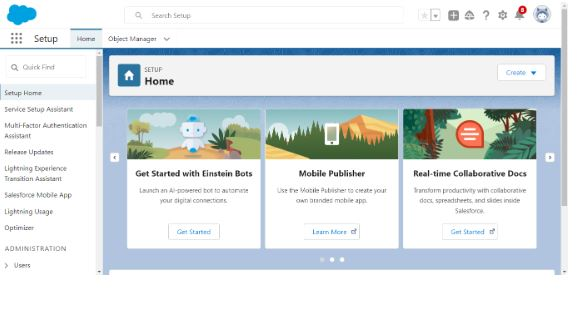 Search Setup
8
Setup
Home
Object Manager
Quick Find
Setup Home
Service Setup Assistant
Multi-Factor Authentication
Assistant
Release Updates
Lightning Experience
Transition Assistant
Salesforce Mobile App
Lightning Usage
Optimizer
ADMINISTRATION
Users
SETUP
Home
Create
Get Started with Einstein Bots
Launch an AI-powered bot to automate
your digital connections.
Get Started
Mobile Publisher
Use the Mobile Publisher to create your
own branded mobile app.
Learn More
Real-time Collaborative Docs
Transform productivity with collaborative
docs, spreadsheets, and slides inside
Salesforce.
Get Started